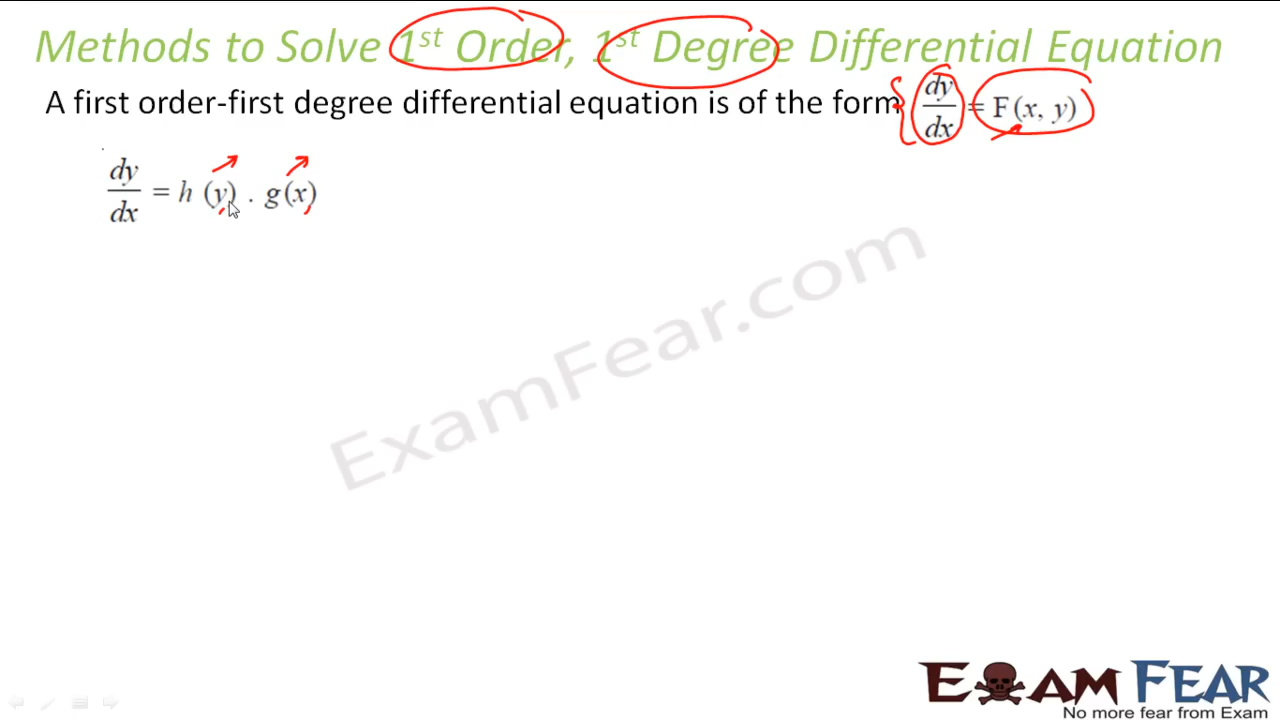 Methods to Solve 1st Order, 1st Degree Differential Equation
A first order-first degree differential equation is of the form dy/dx = F (x, y)
dy/dx = h (y) . g(x)
ExamFear.com
EXAM FEAR
No more fear from Exam